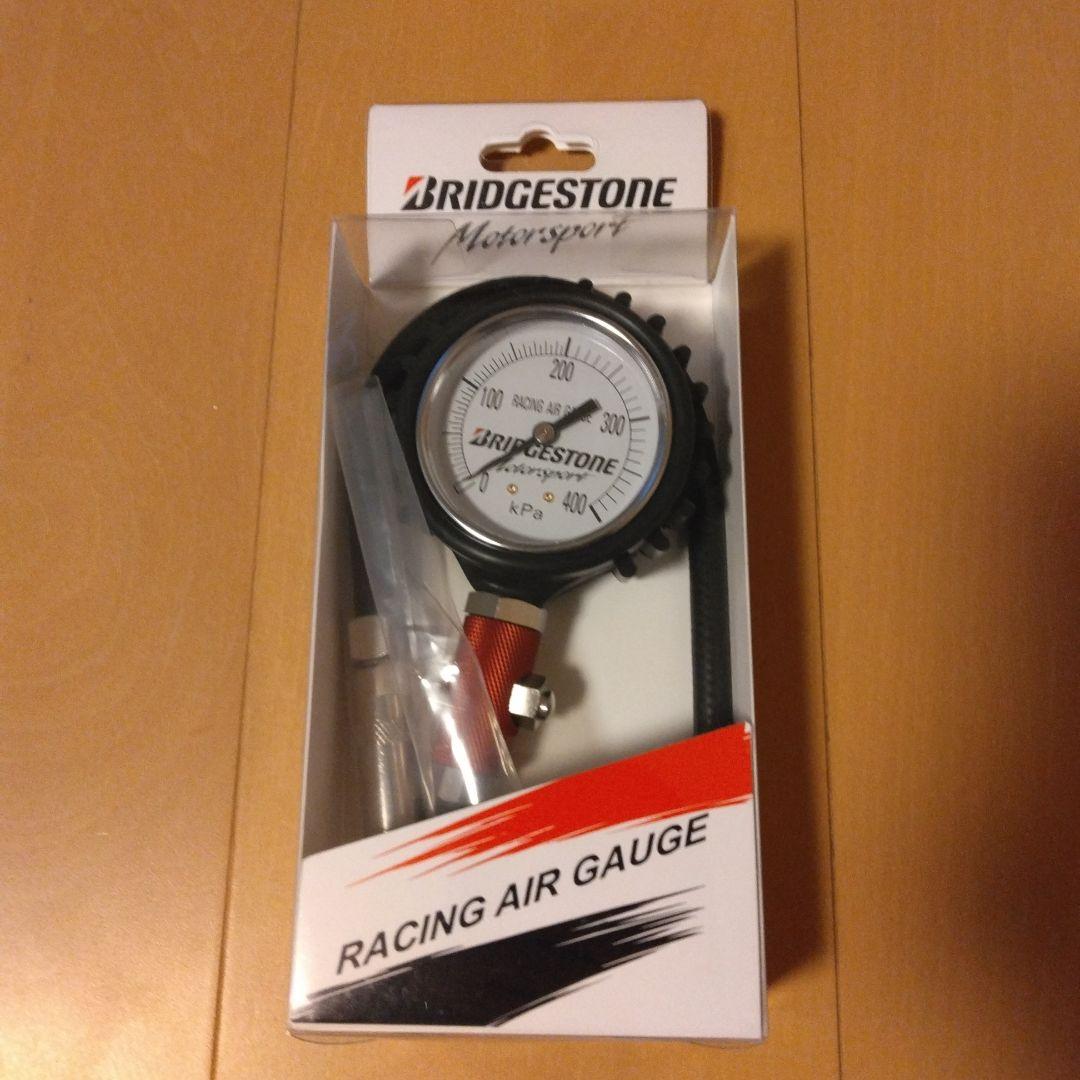 BRIDGESTONE
Motorsport
200
100
RACING AIR GAUGE
300
BRIDGESTONE
Motorsport
0
400
kPa
RACING AIR GAUGE